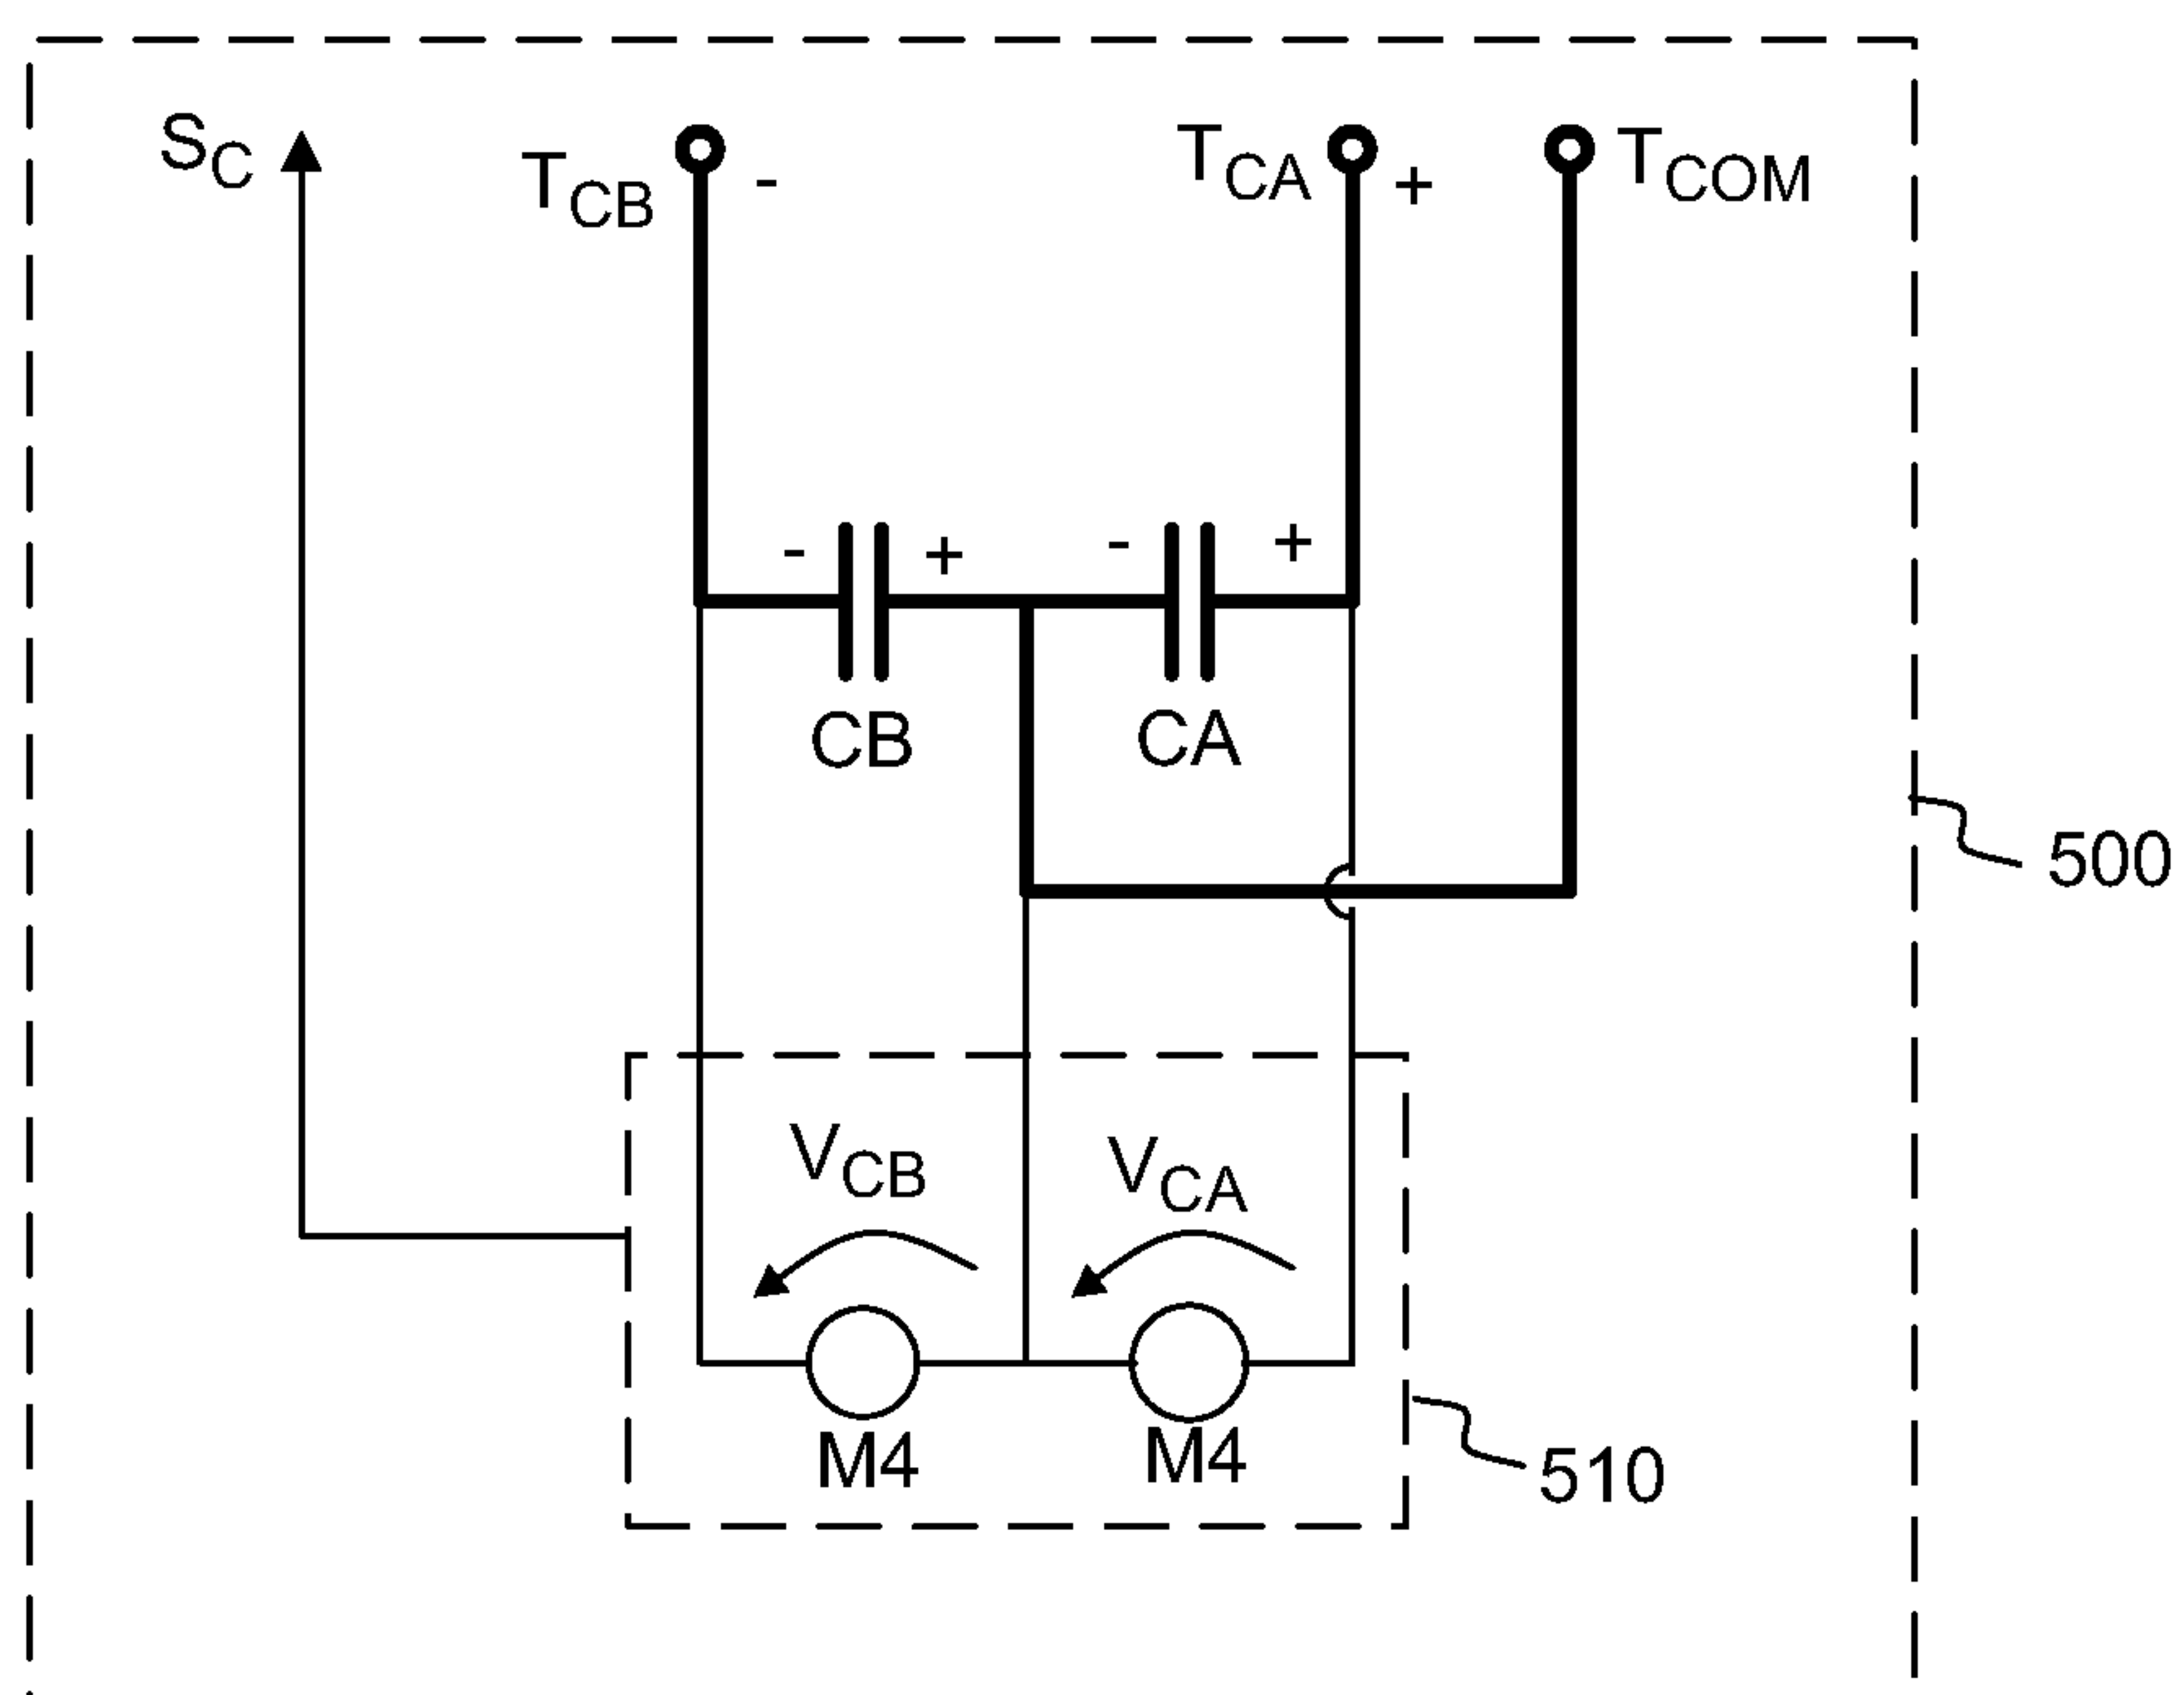 SC
TCB
-
TCA
+
TCOM
- + - +
CB CA
500
VCB VCA
M4 M4
510